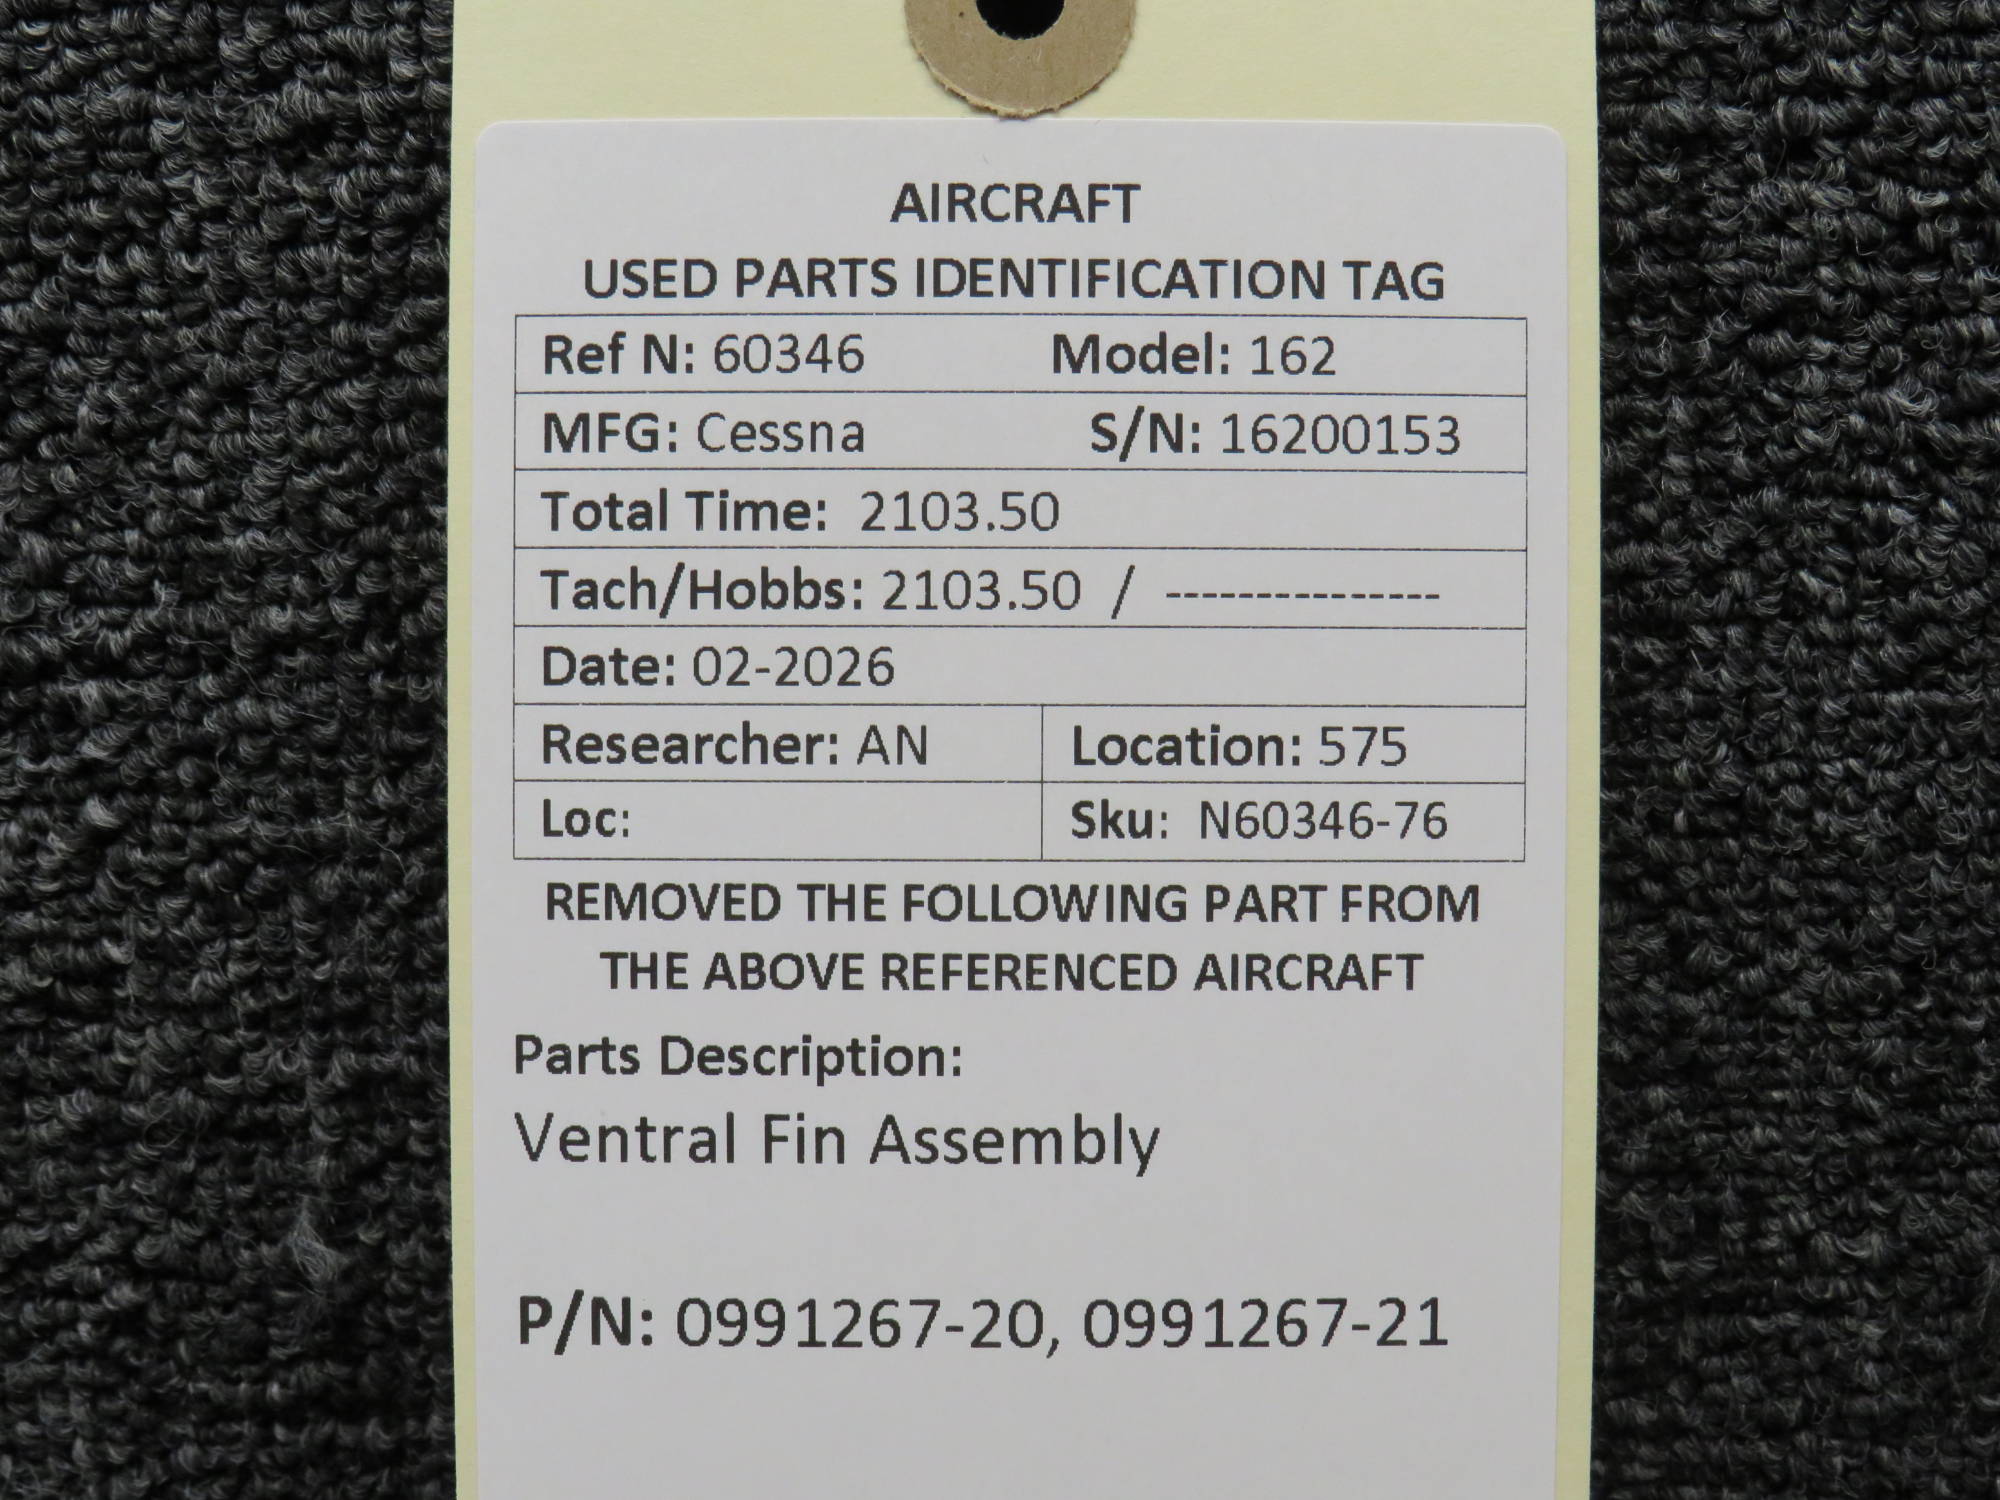 AIRCRAFT
USED PARTS IDENTIFICATION TAG
Ref N: 60346 Model: 162
MFG: Cessna S/N: 16200153
Total Time: 2103.50
Tach/Hobbs: 2103.50 / ---------------
Date: 02-2026
Researcher: AN Location: 575
Loc: Sku: N60346-76
REMOVED THE FOLLOWING PART FROM
THE ABOVE REFERENCED AIRCRAFT
Parts Description:
Ventral Fin Assembly
P/N: 0991267-20, 0991267-21